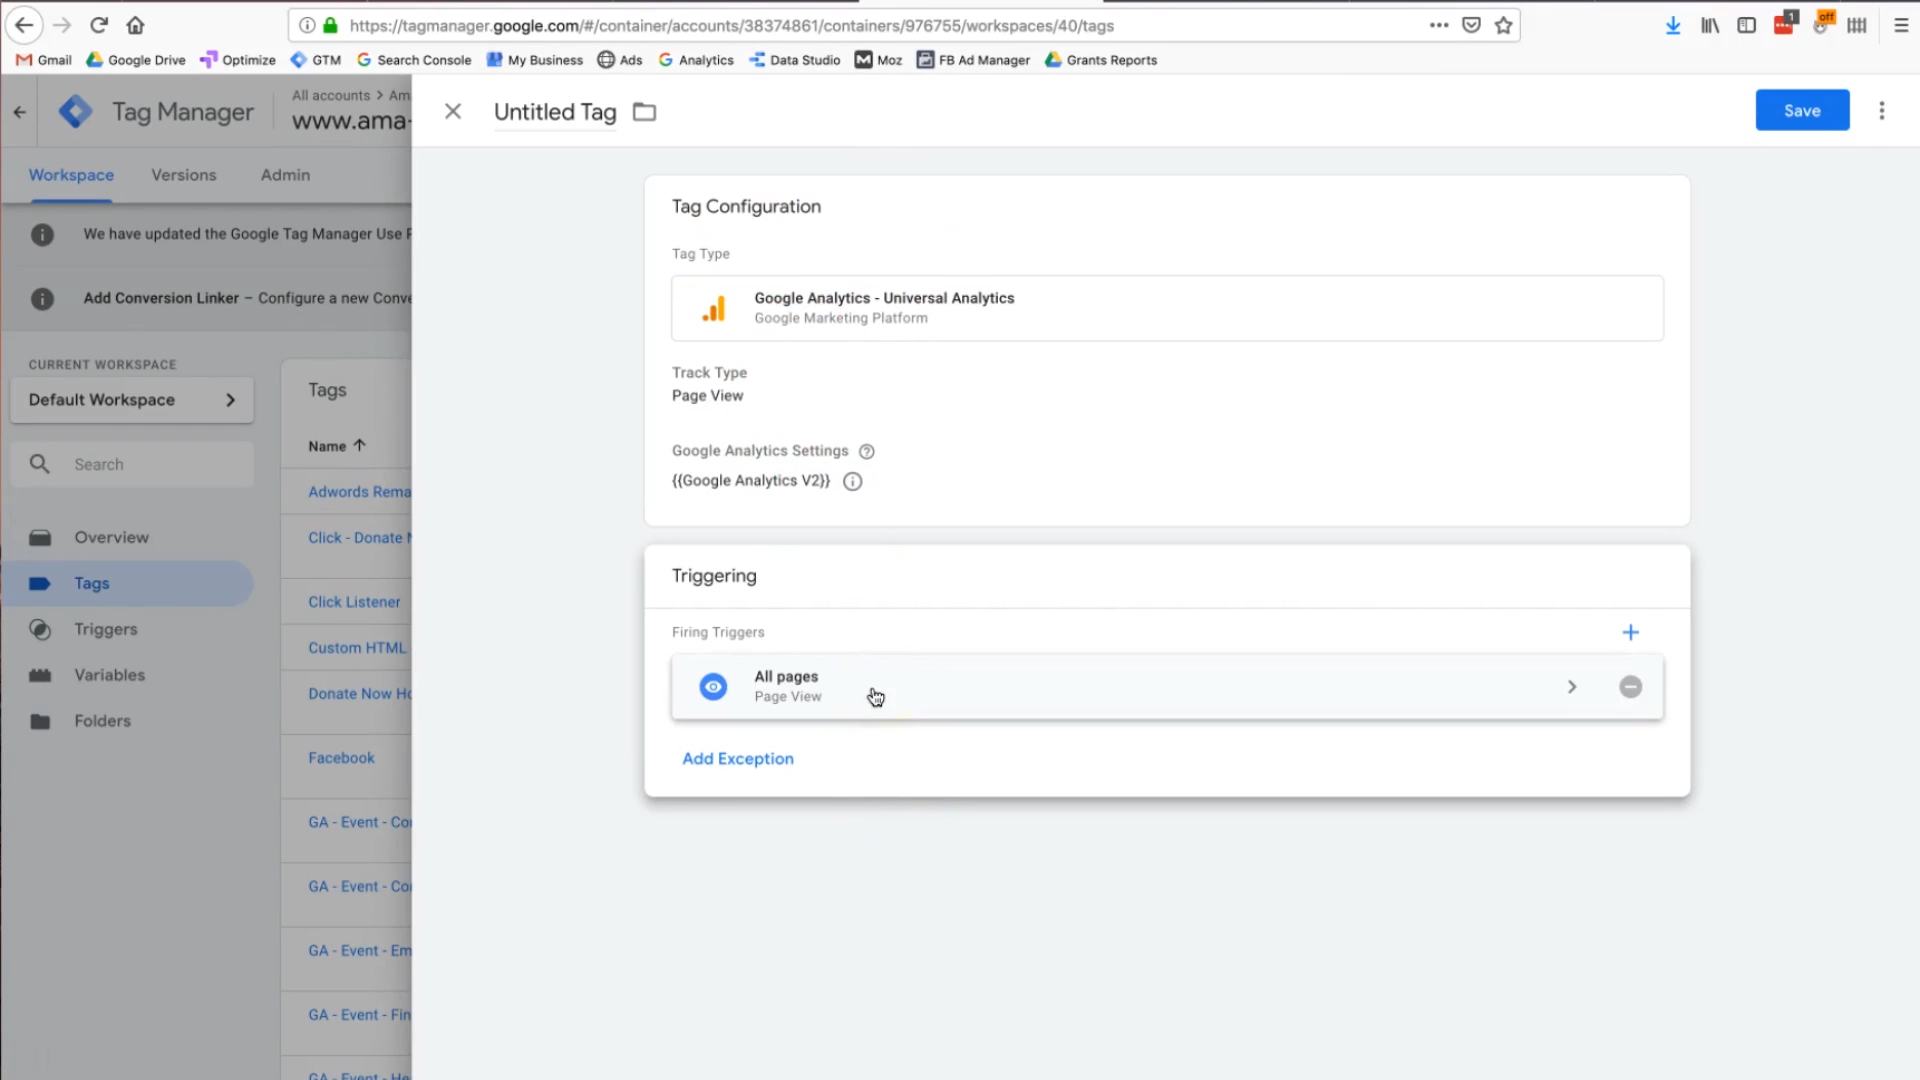 https://tagmanager.google.com/#/container/accounts/38374861/containers/976755/workspaces/40/tags
1
off
Gmail
Google Drive
Optimize
GTM
Search Console
My Business
Ads
Analytics
Data Studio
Moz
FB Ad Manager
Grants Reports
Tag Manager
All accounts > Am
www.ama-
Untitled Tag
Save
Workspace
Versions
Admin
We have updated the Google Tag Manager Use P
Add Conversion Linker – Configure a new Conve
CURRENT WORKSPACE
Default Workspace
Search
Overview
Tags
Triggers
Variables
Folders
Tags
Name
Adwords Rema
Click - Donate N
Click Listener
Custom HTML
Donate Now Ho
Facebook
GA - Event - Con
GA - Event - Con
GA - Event - Em
GA - Event - Fin
GA - Event - He
Tag Configuration
Tag Type
Google Analytics - Universal Analytics
Google Marketing Platform
Track Type
Page View
Google Analytics Settings
{{Google Analytics V2}}
Triggering
Firing Triggers
All pages
Page View
Add Exception